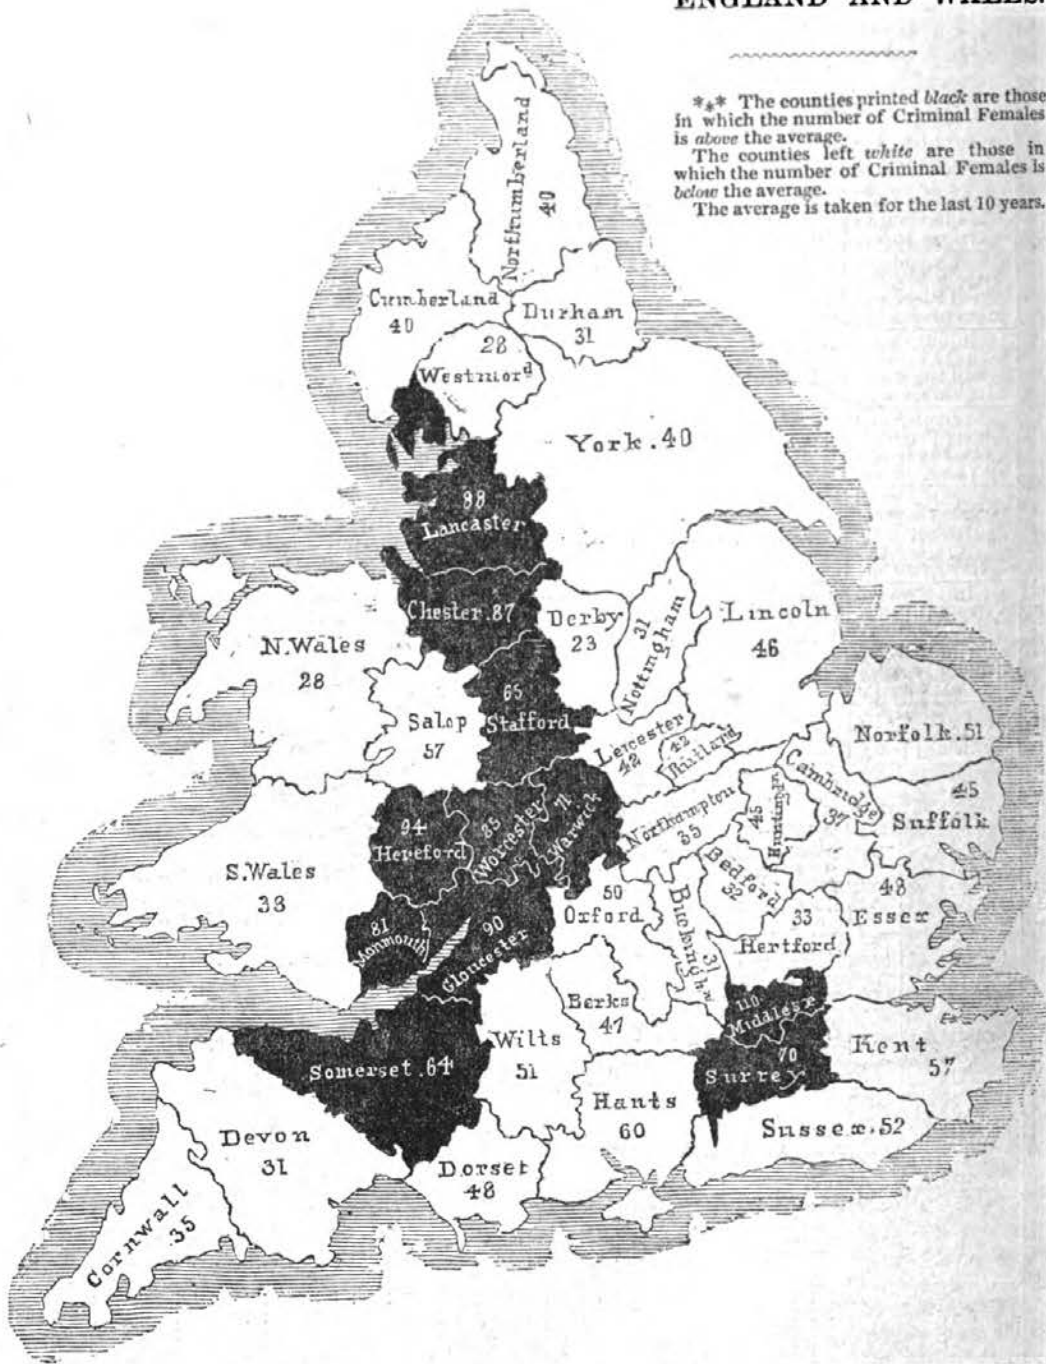 ENGLAND AND WALES.
*** The counties printed black are those
in which the number of Criminal Females
is above the average.
The counties left white are those in
which the number of Criminal Females is
below the average.
The average is taken for the last 10 years.
Northumberland
40
Cumberland
40
Durham
31
28
Westmord
York.40
88
Lancaster
Chester.87
Derby
23
31
Nottingham
Lincoln
46
N.Wales
28
Salop
57
65
Stafford
Leicester
42
42
Rutland
Norfolk.51
Cambridge
37
45
Suffolk
Northampton
35
45
Huntingdn
94
Hereford
85
Worcester
71
Warwick
S.Wales
Bedford
32
48
Essex
50
Oxford
Buckinghm
31
33
Hertford
81
Monmouth
90
Gloucester
Berks
47
110
Middlesex
Wilts
51
Kent
57
Somerset.64
70
Surrey
Hants
60
Sussex.52
Devon
31
Dorset
48
Cornwall
35